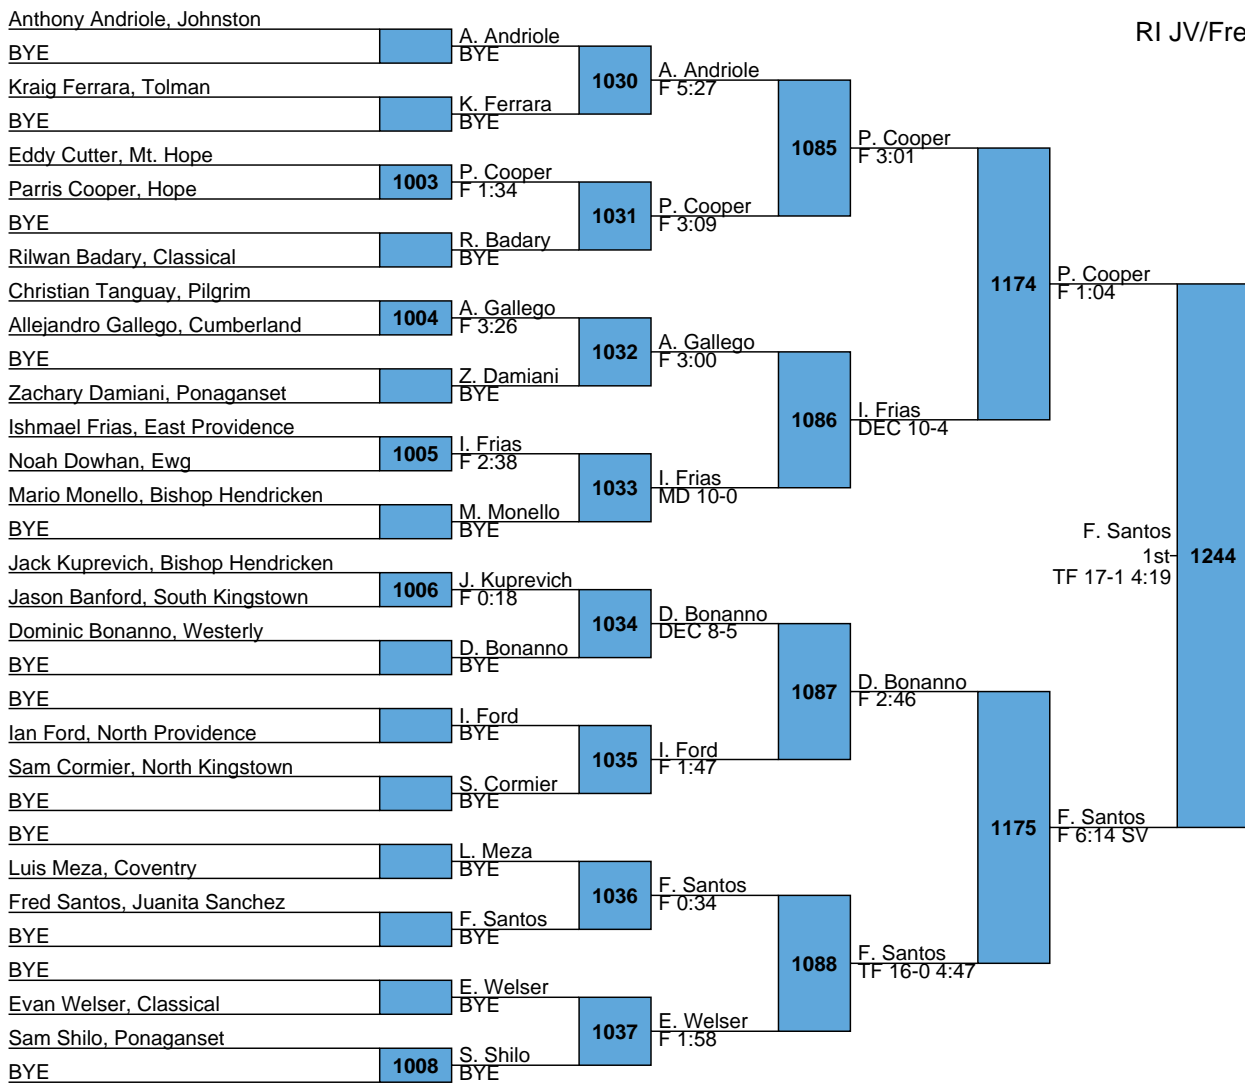 RI JV/Fre
Anthony Andriole, Johnston
BYE
Kraig Ferrara, Tolman
BYE
Eddy Cutter, Mt. Hope
Parris Cooper, Hope
BYE
Rilwan Badary, Classical
Christian Tanguay, Pilgrim
Allejandro Gallego, Cumberland
BYE
Zachary Damiani, Ponaganset
Ishmael Frias, East Providence
Noah Dowhan, Ewg
Mario Monello, Bishop Hendricken
BYE
Jack Kuprevich, Bishop Hendricken
Jason Banford, South Kingstown
Dominic Bonanno, Westerly
BYE
BYE
Ian Ford, North Providence
Sam Cormier, North Kingstown
BYE
BYE
Luis Meza, Coventry
Fred Santos, Juanita Sanchez
BYE
BYE
Evan Welser, Classical
Sam Shilo, Ponaganset
BYE
1003
1004
1005
1006
1008
A. Andriole
BYE
K. Ferrara
BYE
P. Cooper
F 1:34
R. Badary
BYE
A. Gallego
F 3:26
Z. Damiani
BYE
I. Frias
F 2:38
M. Monello
BYE
J. Kuprevich
F 0:18
D. Bonanno
BYE
I. Ford
BYE
S. Cormier
BYE
L. Meza
BYE
F. Santos
BYE
E. Welser
BYE
S. Shilo
BYE
1030
1031
1032
1033
1034
1035
1036
1037
A. Andriole
F 5:27
P. Cooper
F 3:09
A. Gallego
F 3:00
I. Frias
MD 10-0
D. Bonanno
DEC 8-5
I. Ford
F 1:47
F. Santos
F 0:34
E. Welser
F 1:58
1085
1086
1087
1088
P. Cooper
F 3:01
I. Frias
DEC 10-4
D. Bonanno
F 2:46
F. Santos
TF 16-0 4:47
1174
1175
P. Cooper
F 1:04
F. Santos
F 6:14 SV
F. Santos
1st
TF 17-1 4:19
1244